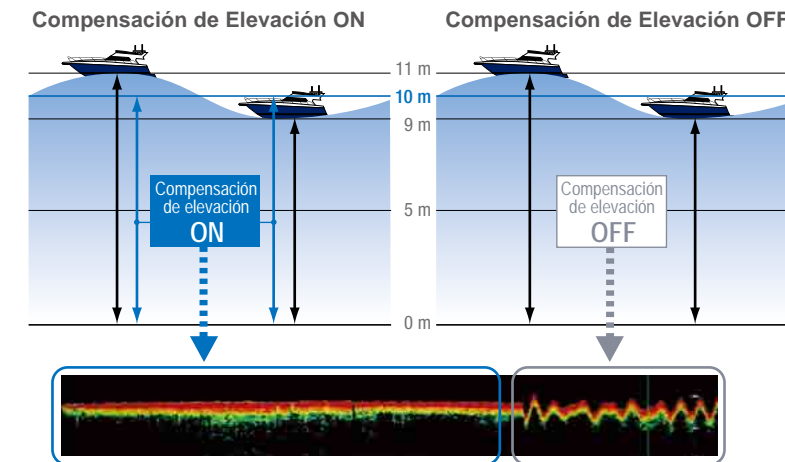 Compensación de Elevación ON
Compensación de Elevación OFF
11 m
10 m
9 m
5 m
0 m
Compensación
de elevación
ON
Compensación
de elevación
OFF